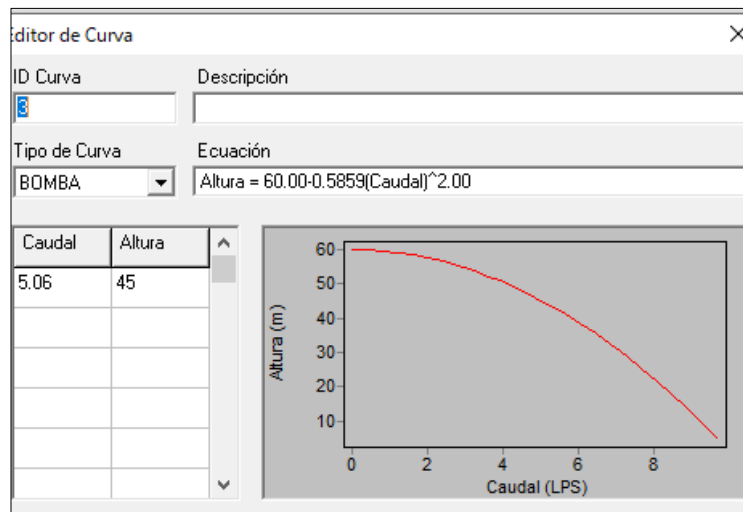 Editor de Curva
ID Curva
Descripción
3
Tipo de Curva
Ecuación
BOMBA
Altura = 60.00-0.5859(Caudal)^2.00
Caudal Altura
5.06 45
60
50
40
30
20
10
Altura (m)
0 2 4 6 8
Caudal (LPS)